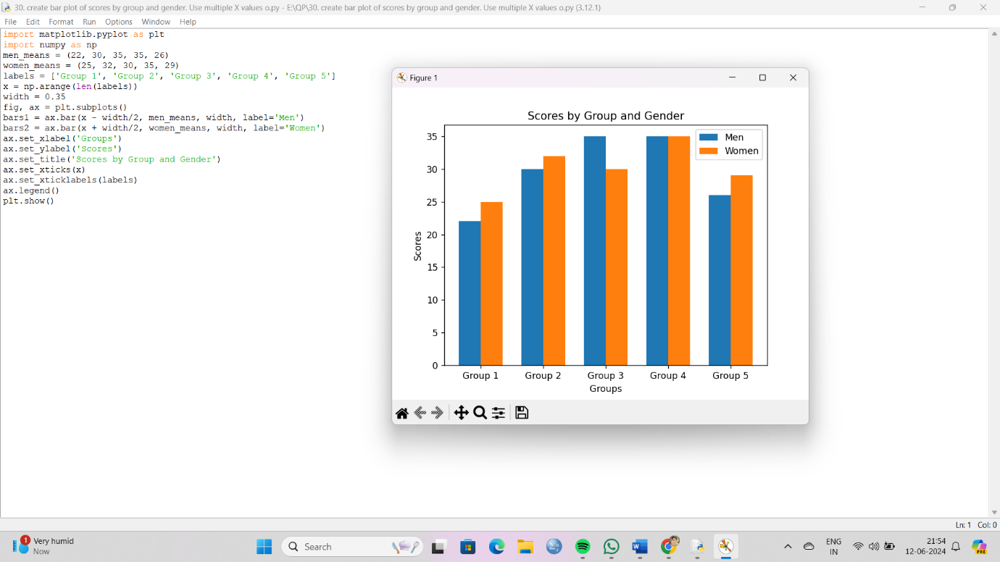 30. create bar plot of scores by group and gender. Use multiple X values o.py - E:\QP\30. create bar plot of scores by group and gender. Use multiple X values o.py (3.12.1)
File Edit Format Run Options Window Help
import matplotlib.pyplot as plt
import numpy as np
men_means = (22, 30, 35, 35, 26)
women_means = (25, 32, 30, 35, 29)
labels = ['Group 1', 'Group 2', 'Group 3', 'Group 4', 'Group 5']
x = np.arange(len(labels))
width = 0.35
fig, ax = plt.subplots()
bars1 = ax.bar(x - width/2, men_means, width, label='Men')
bars2 = ax.bar(x + width/2, women_means, width, label='Women')
ax.set_xlabel('Groups')
ax.set_ylabel('Scores')
ax.set_title('Scores by Group and Gender')
ax.set_xticks(x)
ax.set_xticklabels(labels)
ax.legend()
plt.show()
Figure 1
Scores by Group and Gender
Men
Women
35
30
25
20
15
10
5
0
Scores
Group 1 Group 2 Group 3 Group 4 Group 5
Groups
Ln: 1 Col: 0
1
Very humid
Now
Search
ENG
IN
21:54
12-06-2024
PRE